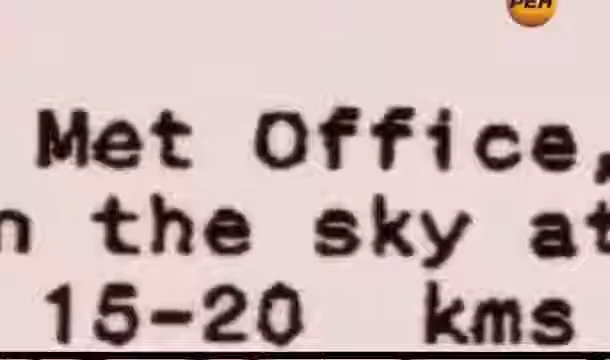 РЕН
Met Office,
n the sky at
15-20 kms